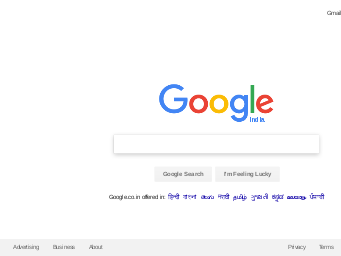 Gmail
Google
India
Google Search I'm Feeling Lucky
Google.co.in offered in: हिन्दी বাংলা తెలుగు मराठी தமிழ் ગુજરાતી ಕನ್ನಡ മലയാളം ਪੰਜਾਬੀ
Advertising Business About Privacy Terms